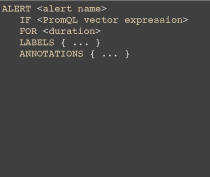 ALERT <alert name>
IF <PromQL vector expression>
FOR <duration>
LABELS { ... }
ANNOTATIONS { ... }